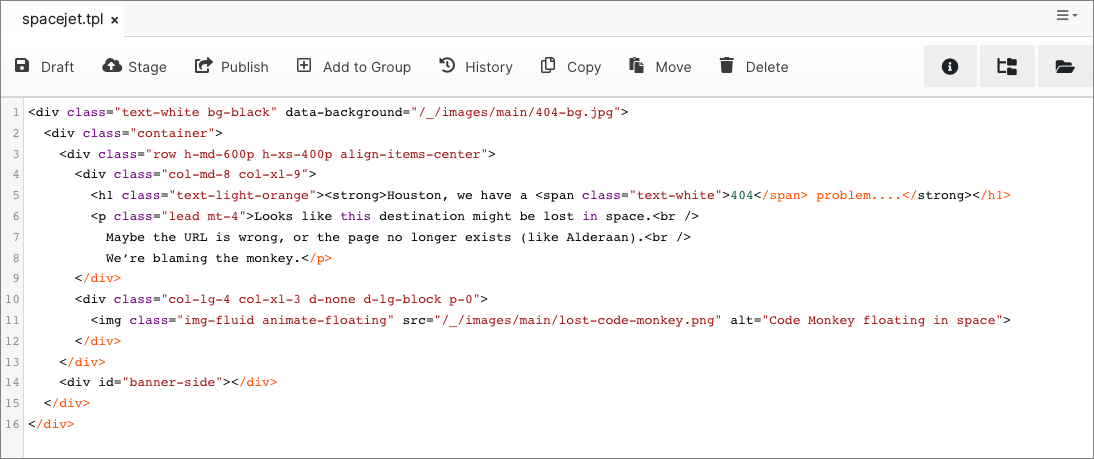 spacejet.tpl ×
Draft Stage Publish Add to Group History Copy Move Delete
1 <div class="text-white bg-black" data-background="/_/images/main/404-bg.jpg">
2   <div class="container">
3     <div class="row h-md-600p h-xs-400p align-items-center">
4       <div class="col-md-8 col-xl-9">
5         <h1 class="text-light-orange"><strong>Houston, we have a <span class="text-white">404</span> problem....</strong></h1>
6         <p class="lead mt-4">Looks like this destination might be lost in space.<br />
7           Maybe the URL is wrong, or the page no longer exists (like Alderaan).<br />
8           We’re blaming the monkey.</p>
9       </div>
10       <div class="col-lg-4 col-xl-3 d-none d-lg-block p-0">
11         <img class="img-fluid animate-floating" src="/_/images/main/lost-code-monkey.png" alt="Code Monkey floating in space">
12       </div>
13     </div>
14     <div id="banner-side"></div>
15   </div>
16 </div>